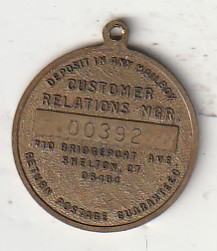 DEPOSIT IN ANY MAILBOX
CUSTOMER
RELATIONS MGR.
00392
710 BRIDGEPORT AVE
SHELTON, CT
06484
RETURN POSTAGE GUARANTEED